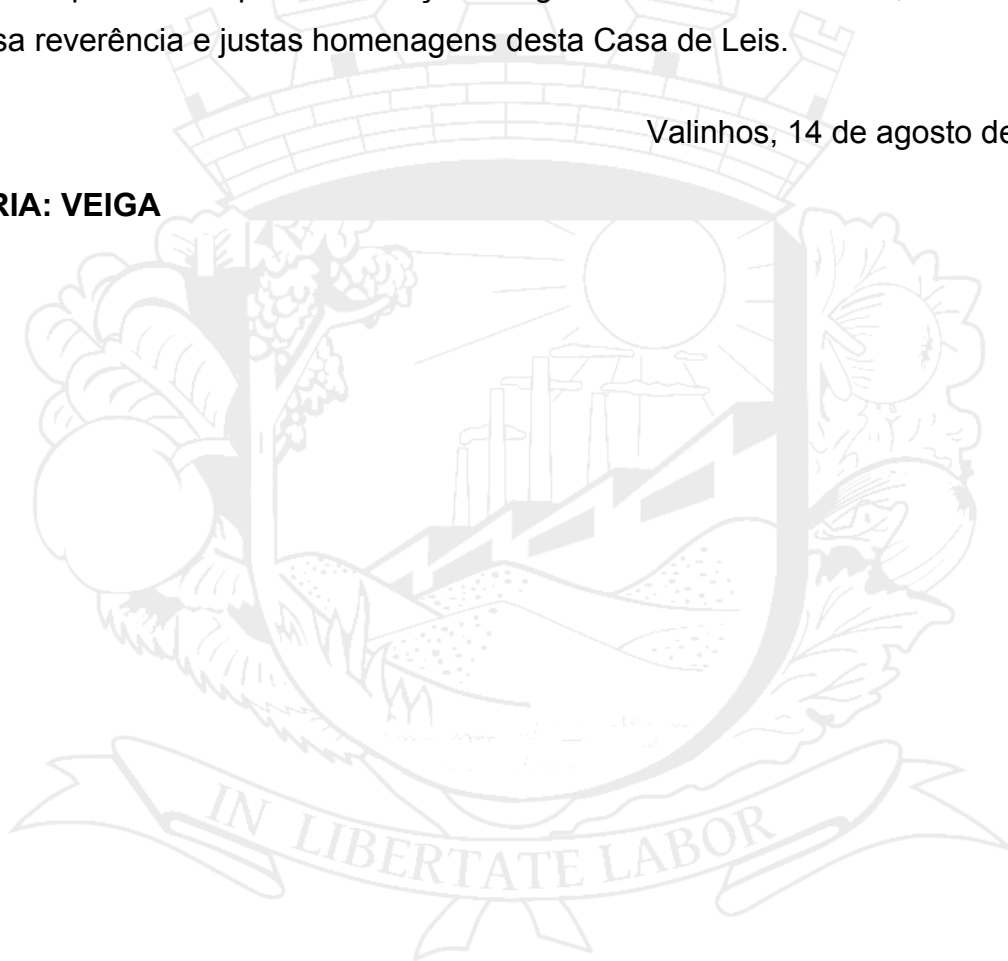 sa reverência e justas homenagens desta Casa de Leis.
Valinhos, 14 de agosto de
RIA: VEIGA
IN LIBERTATE LABOR